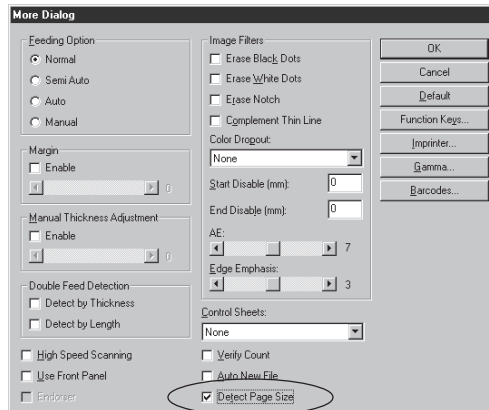 More Dialog
Feeding Option
Normal
Semi Auto
Auto
Manual
Margin
Enable
0
Manual Thickness Adjustment
Enable
0
Double Feed Detection
Detect by Thickness
Detect by Length
High Speed Scanning
Use Front Panel
Endorser
Image Filters
Erase Black Dots
Erase White Dots
Erase Notch
Complement Thin Line
Color Dropout:
None
Start Disable (mm): 0
End Disable (mm): 0
AE:
7
Edge Emphasis:
3
Control Sheets:
None
Verify Count
Auto New File
Detect Page Size
OK
Cancel
Default
Function Keys...
Imprinter...
Gamma...
Barcodes...